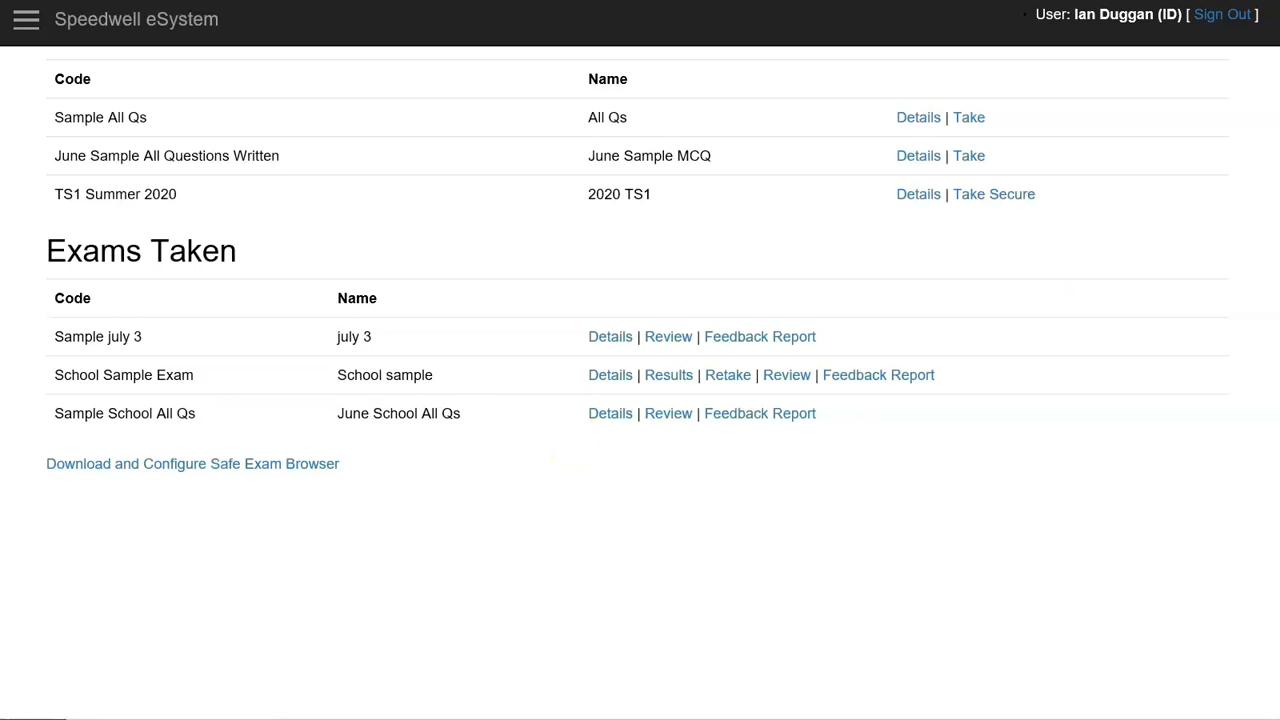 Speedwell eSystem User: Ian Duggan (ID) [ Sign Out ]
Code Name
Sample All Qs All Qs Details | Take
June Sample All Questions Written June Sample MCQ Details | Take
TS1 Summer 2020 2020 TS1 Details | Take Secure
Exams Taken
Code Name
Sample july 3 july 3 Details | Review | Feedback Report
School Sample Exam School sample Details | Results | Retake | Review | Feedback Report
Sample School All Qs June School All Qs Details | Review | Feedback Report
Download and Configure Safe Exam Browser